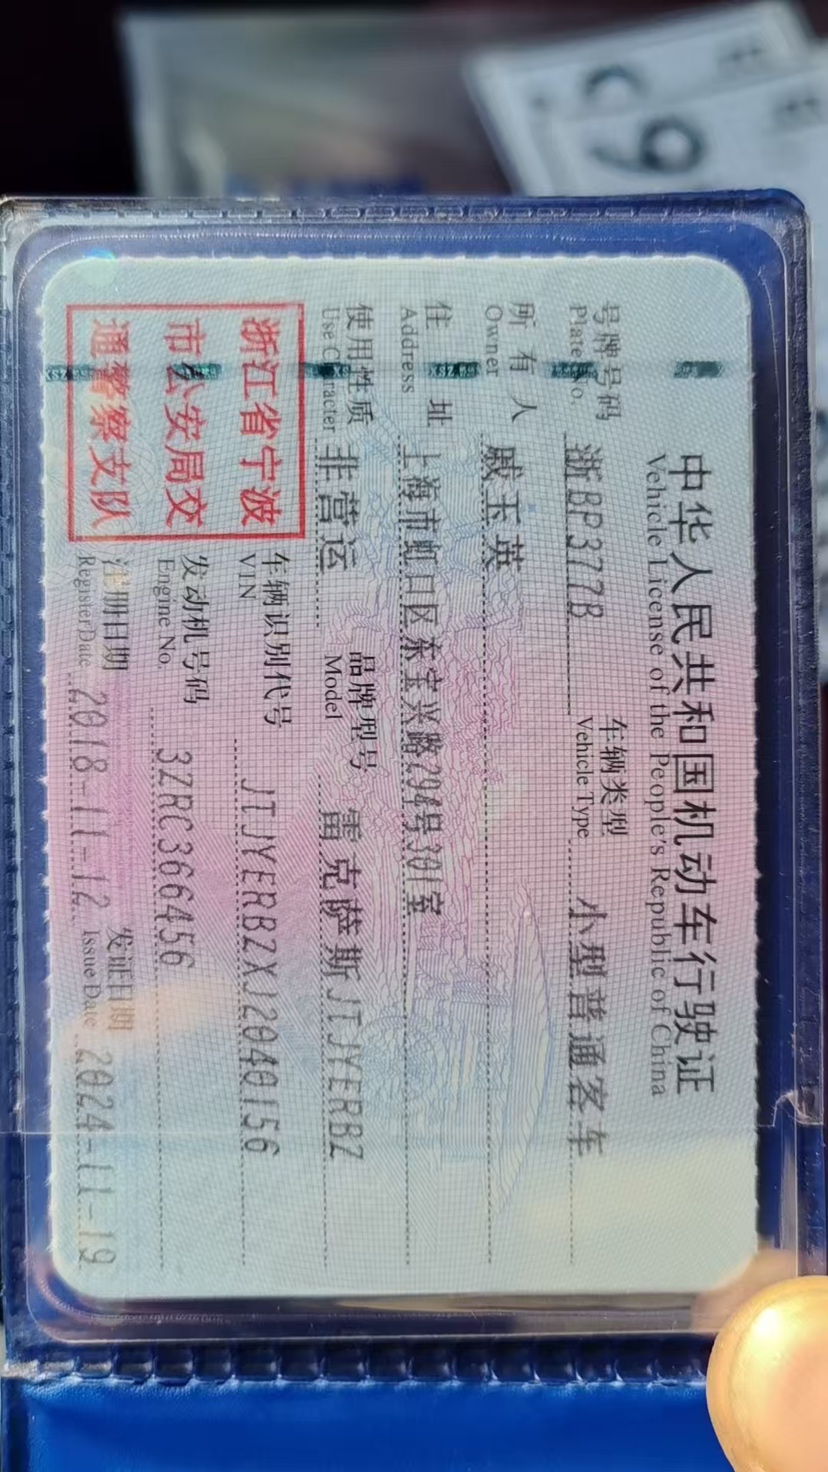 C9
中华人民共和国机动车行驶证
Vehicle License of the People's Republic of China
号牌号码 浙BP377B 车辆类型 小型普通客车
Plate No. Vehicle Type
所有人 戚玉英
Owner
住址 上海市虹口区东宝兴路294号301室
Address
使用性质 非营运 品牌型号 雷克萨斯JTJYERBZ
Use Character Model
浙江省宁波
市公安局交
通警察支队
车辆识别代号 JTJYERBZXJ2040156
VIN
发动机号码 3ZRC366456
Engine No.
注册日期 2018-11-12 发证日期 2024-11-19
Register Date Issue Date